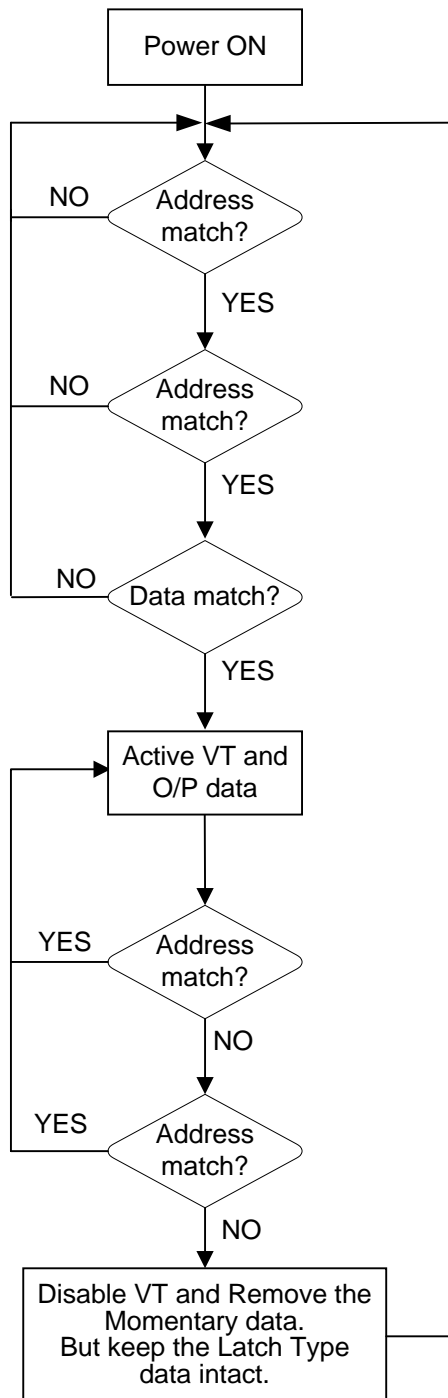 Power ON
NO
Address
match?
YES
NO
Address
match?
YES
NO
Data match?
YES
Active VT and
O/P data
YES
Address
match?
NO
YES
Address
match?
NO
Disable VT and Remove the
Momentary data.
But keep the Latch Type
data intact.